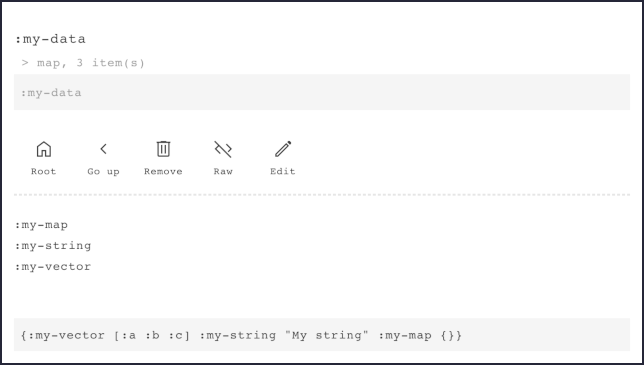 :my-data
> map, 3 item(s)
:my-data
Root Go up Remove Raw Edit
:my-map
:my-string
:my-vector
{:my-vector [:a :b :c] :my-string "My string" :my-map {}}